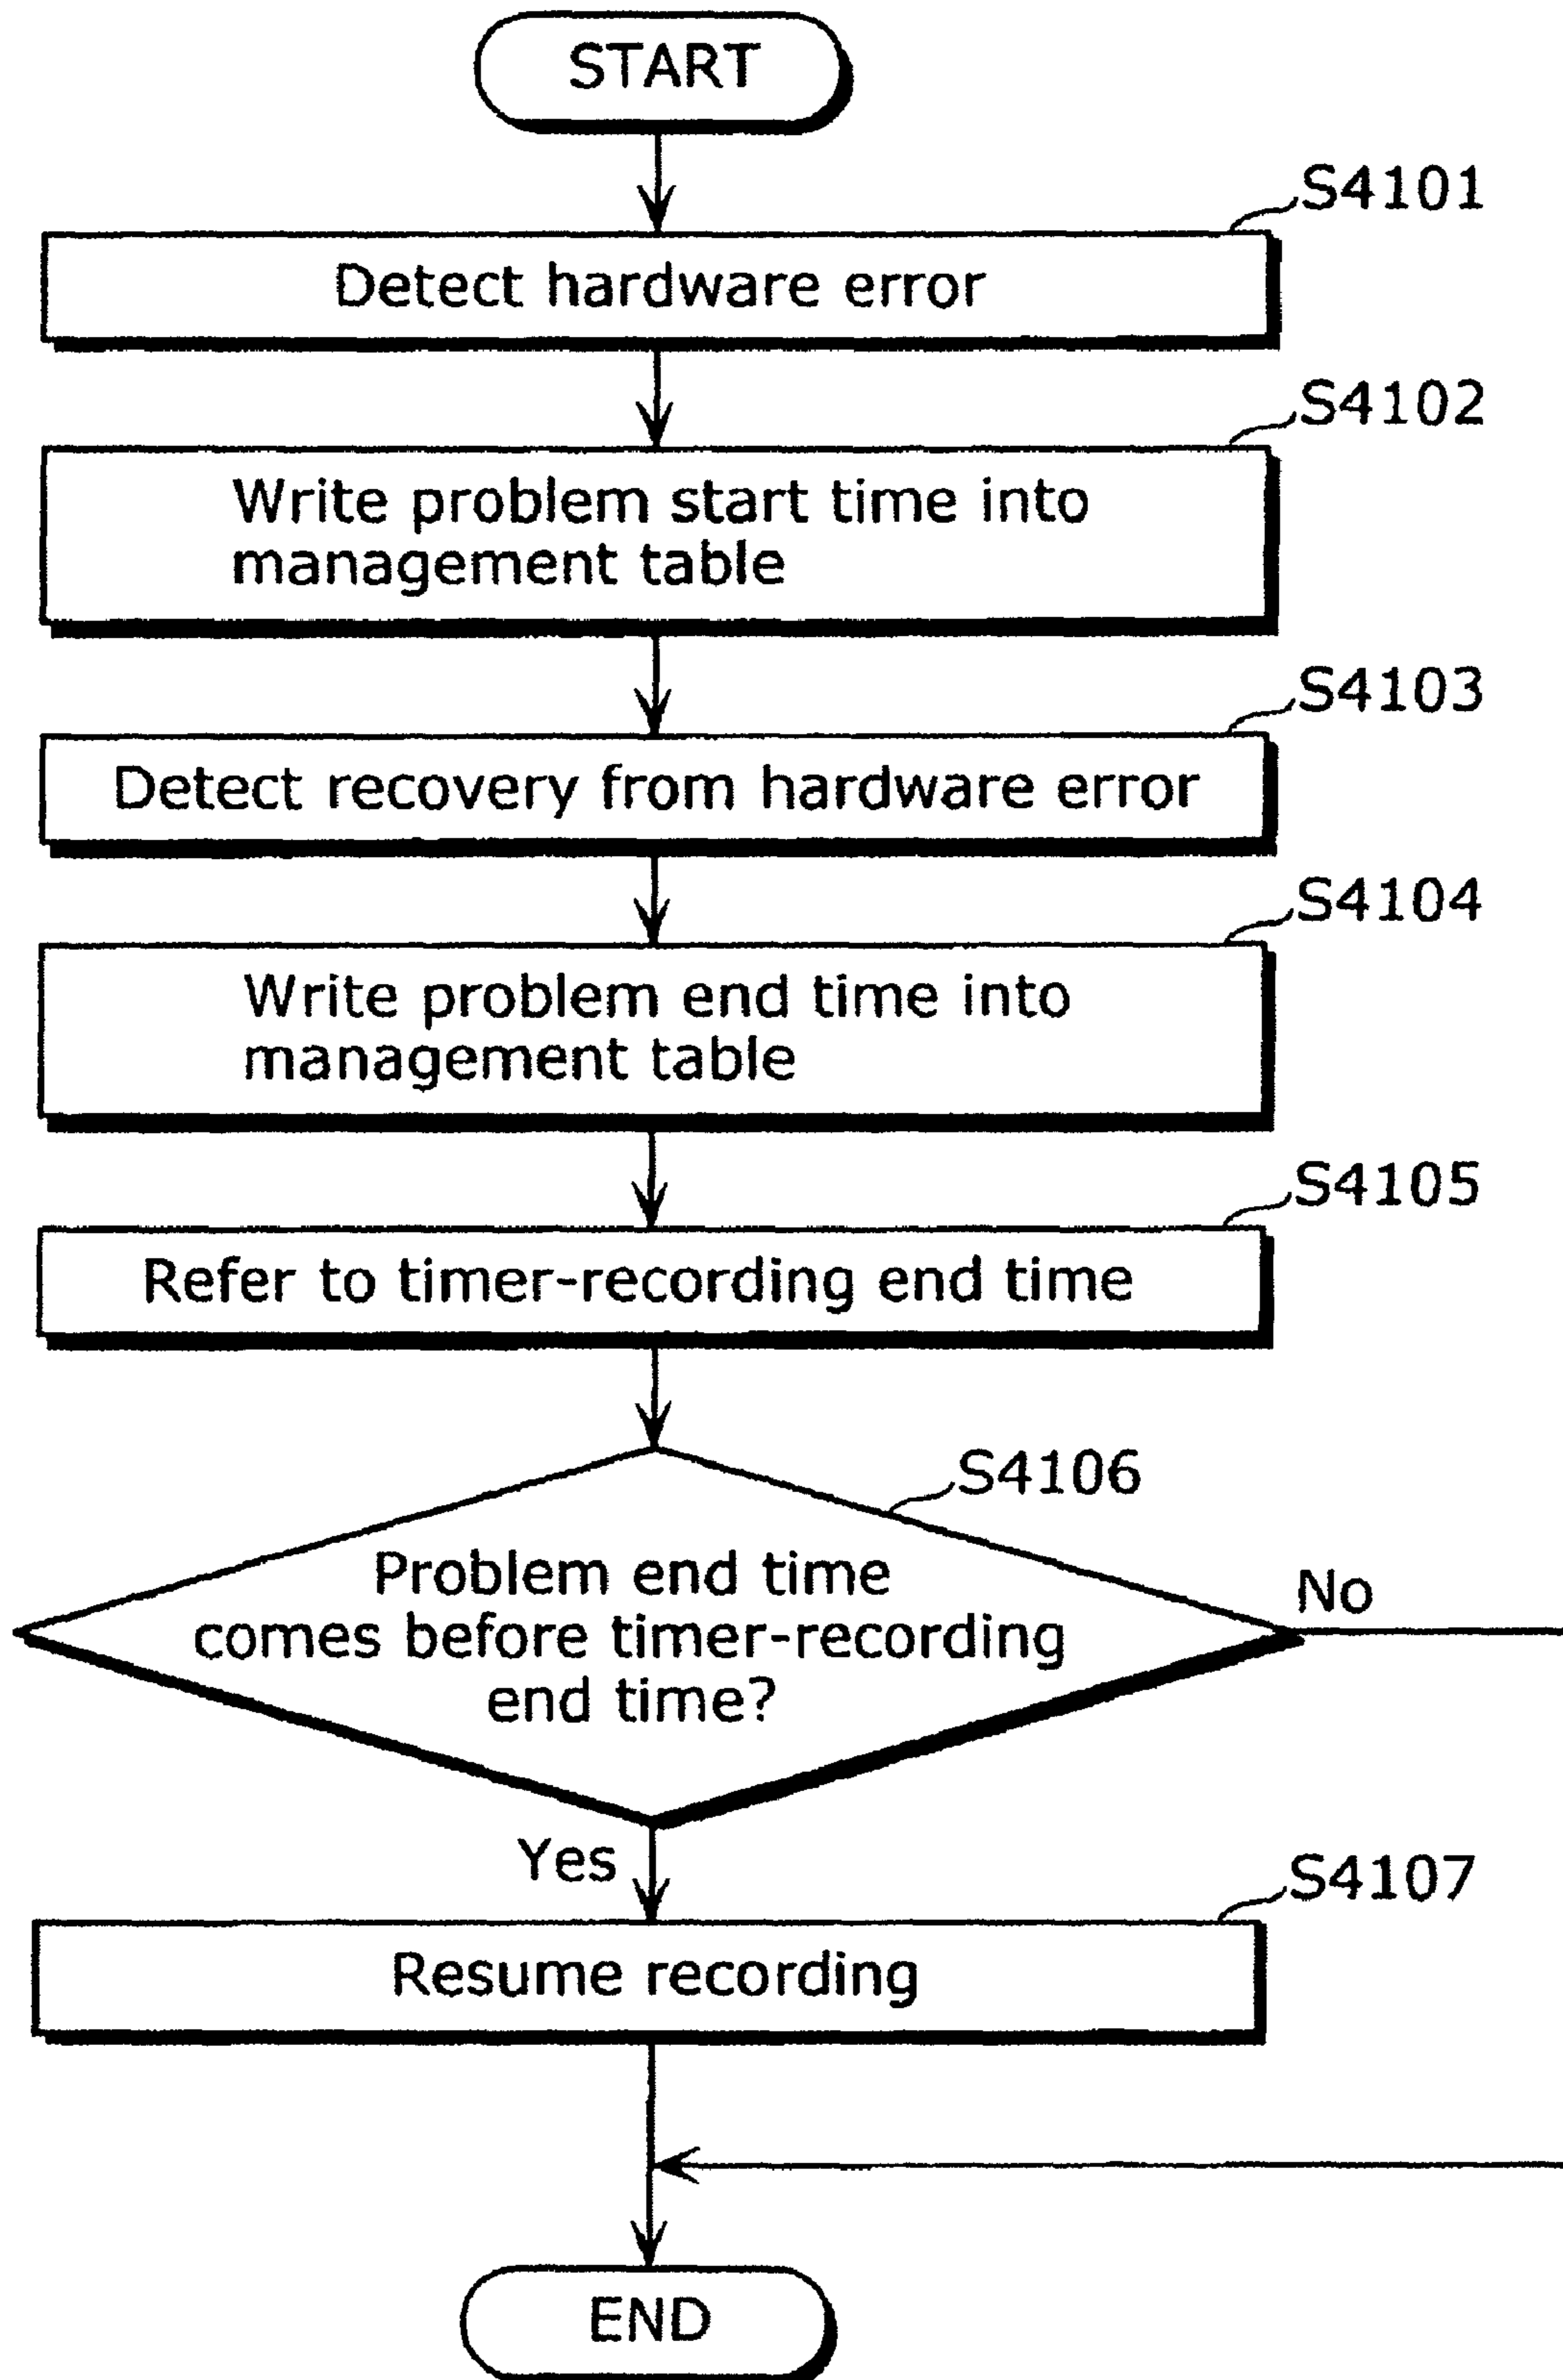 START
S4101
Detect hardware error
S4102
Write problem start time into
management table
S4103
Detect recovery from hardware error
S4104
Write problem end time into
management table
S4105
Refer to timer-recording end time
S4106
Problem end time
comes before timer-recording
end time?
No
Yes
S4107
Resume recording
END